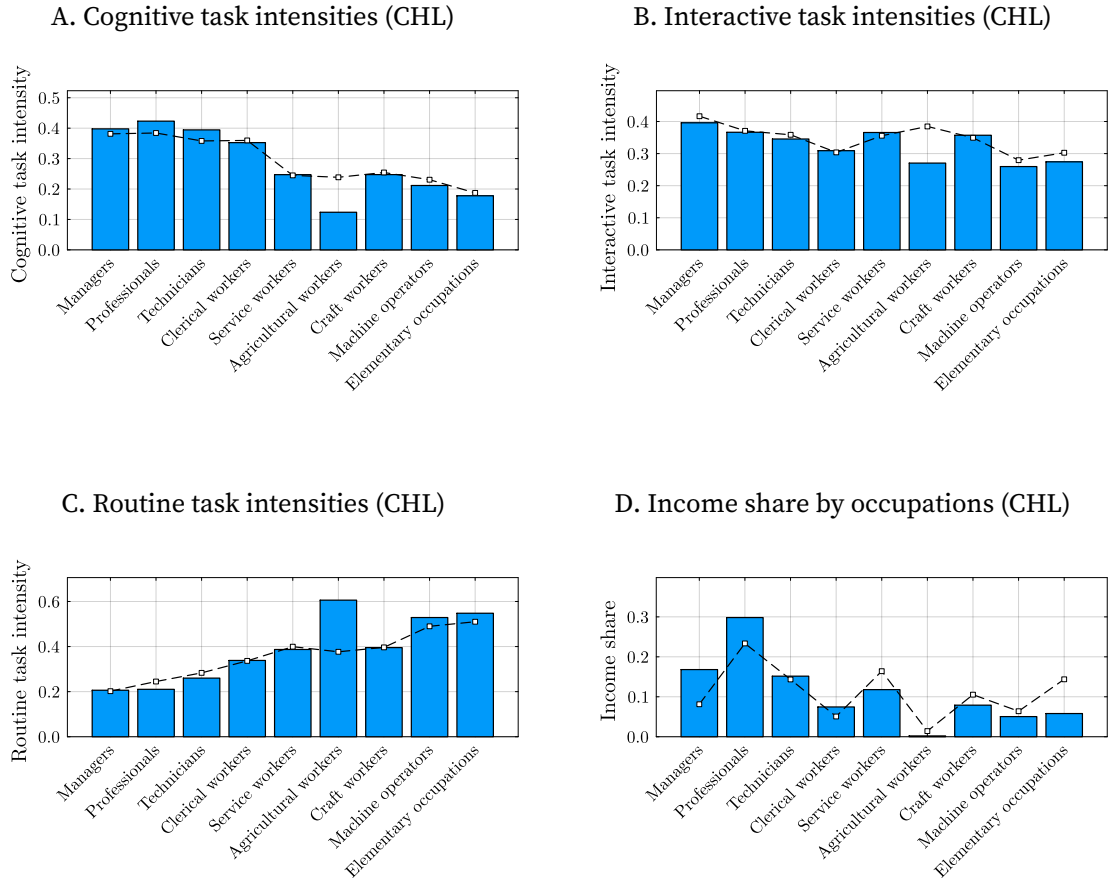 A. Cognitive task intensities (CHL)
Cognitive task intensity
0.5
0.4
0.3
0.2
0.1
0.0
Managers
Professionals
Technicians
Clerical workers
Service workers
Agricultural workers
Craft workers
Machine operators
Elementary occupations
B. Interactive task intensities (CHL)
Interactive task intensity
0.4
0.3
0.2
0.1
0.0
Managers
Professionals
Technicians
Clerical workers
Service workers
Agricultural workers
Craft workers
Machine operators
Elementary occupations
C. Routine task intensities (CHL)
Routine task intensity
0.6
0.4
0.2
0.0
Managers
Professionals
Technicians
Clerical workers
Service workers
Agricultural workers
Craft workers
Machine operators
Elementary occupations
D. Income share by occupations (CHL)
Income share
0.3
0.2
0.1
0.0
Managers
Professionals
Technicians
Clerical workers
Service workers
Agricultural workers
Craft workers
Machine operators
Elementary occupations